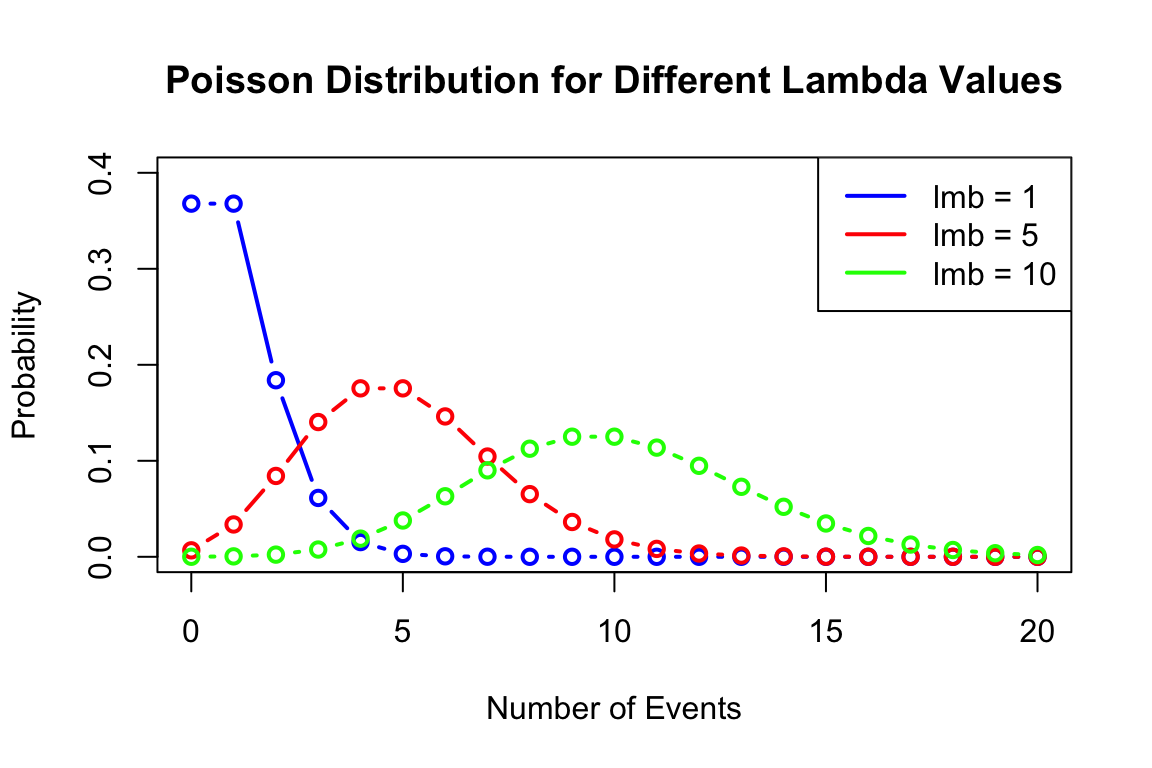 Poisson Distribution for Different Lambda Values
0.4
0.3
0.2
0.1
0.0
Probability
lmb = 1
lmb = 5
lmb = 10
0 5 10 15 20
Number of Events